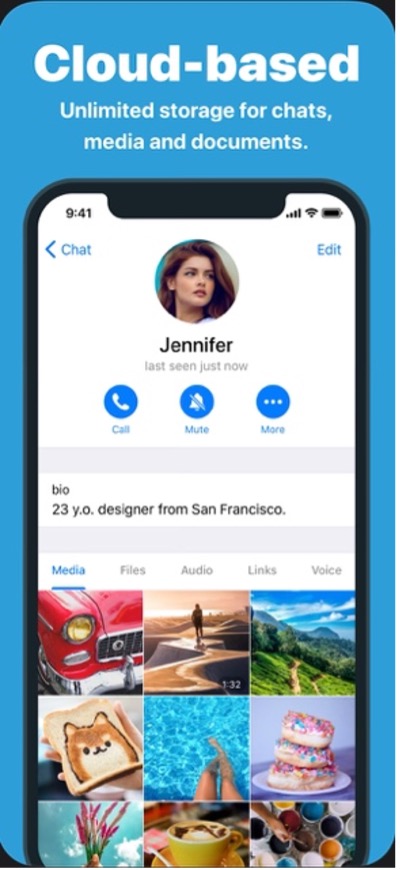 Cloud-based
Unlimited storage for chats,
media and documents.
9:41
Chat
Edit
Jennifer
last seen just now
Call
Mute
More
bio
23 y.o. designer from San Francisco.
Media
Files
Audio
Links
Voice
1:32